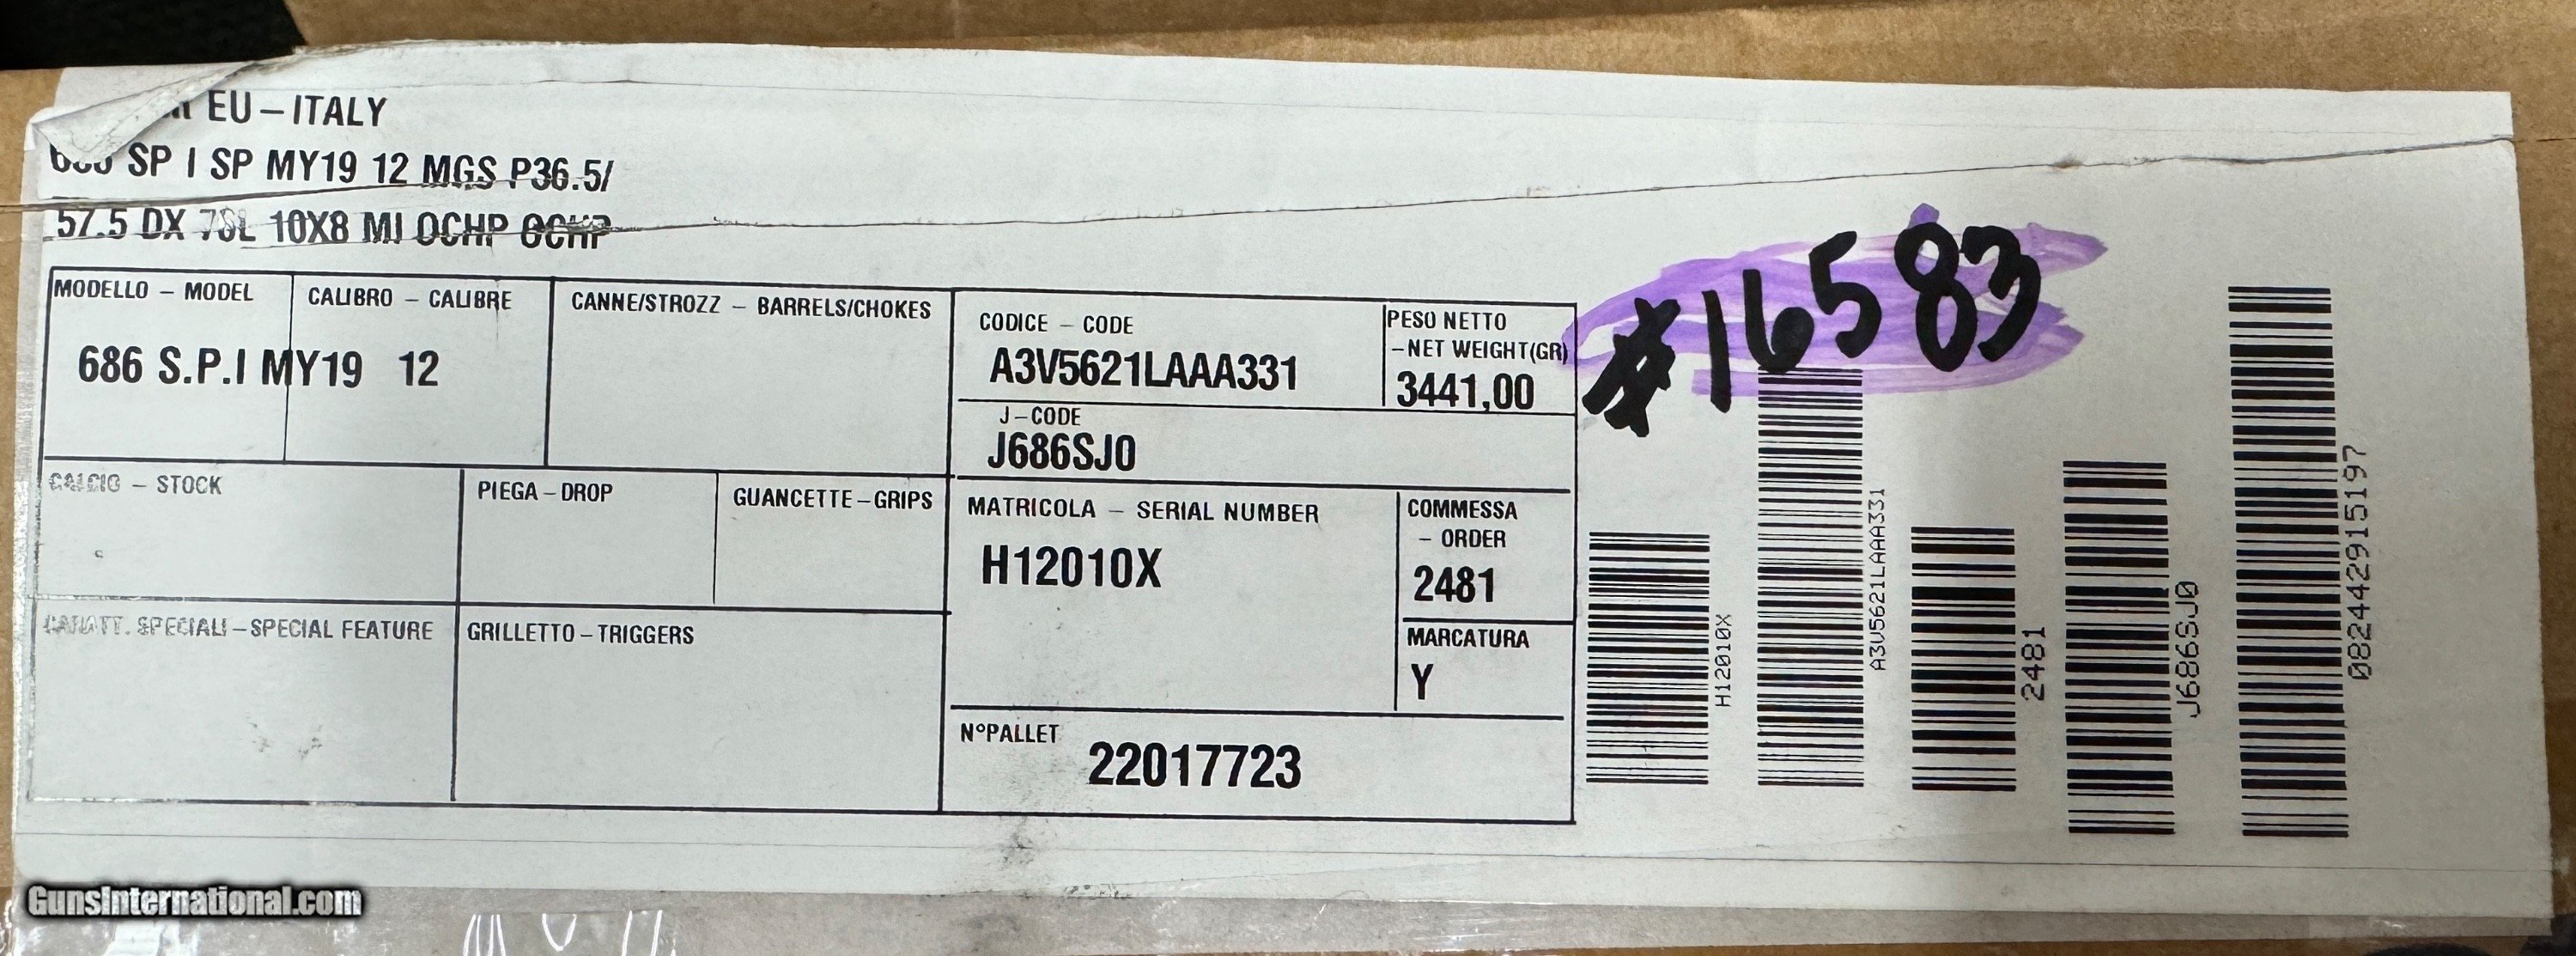 EU – ITALY
SP I SP MY19 12 MGS P36.5/
57.5 DX 76L 10X8 MI OCHP OCHP
MODELLO – MODEL
CALIBRO – CALIBRE
CANNE/STROZZ – BARRELS/CHOKES
686 S.P.I MY19 12
CODICE – CODE
A3V5621LAAA331
PESO NETTO
–NET WEIGHT(GR)
3441,00
J–CODE
J686SJ0
CALCIO – STOCK
PIEGA – DROP
GUANCETTE – GRIPS
MATRICOLA – SERIAL NUMBER
H12010X
COMMESSA
– ORDER
2481
MARCATURA
Y
CARATT. SPECIALI – SPECIAL FEATURE
GRILLETTO – TRIGGERS
N°PALLET
22017723
#16583
H12010X
A3V5621LAAA331
2481
J686SJ0
082442915197
GunsInternational.com